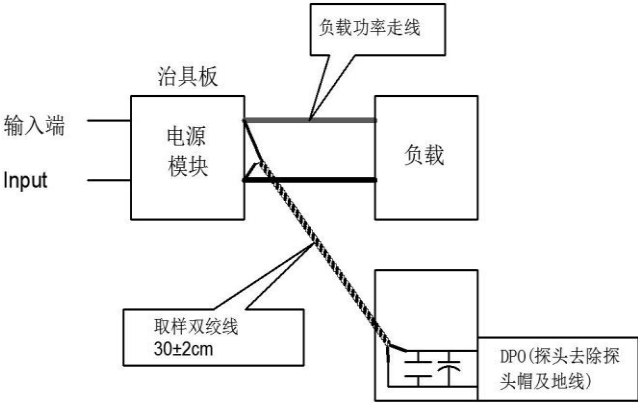 负载功率走线
治具板
输入端
电源
模块
负载
Input
取样双绞线
30±2cm
DPO(探头去除探
头帽及地线)